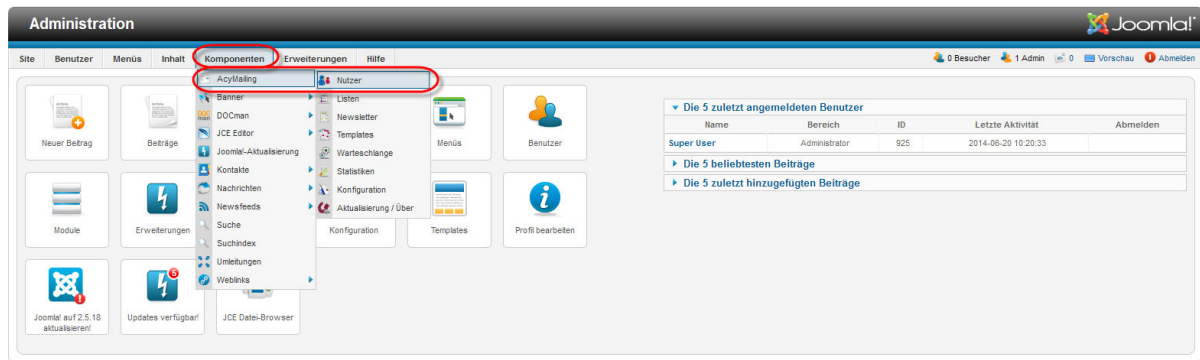 Administration
Joomla!
Site Benutzer Menüs Inhalt Komponenten Erweiterungen Hilfe
0 Besucher 1 Admin 0 Vorschau Abmelden
AcyMailing
Banner
DOCman
JCE Editor
Joomla!-Aktualisierung
Kontakte
Nachrichten
Newsfeeds
Suche
Suchindex
Umleitungen
Weblinks
Nutzer
Listen
Newsletter
Templates
Warteschlange
Statistiken
Konfiguration
Aktualisierung / Über
Neuer Beitrag
Beiträge
Menüs
Benutzer
Module
Erweiterungen
Konfiguration
Templates
Profil bearbeiten
Joomla! auf 2.5.18
aktualisieren!
5
Updates verfügbar!
JCE Datei-Browser
Die 5 zuletzt angemeldeten Benutzer
Name Bereich ID Letzte Aktivität Abmelden
Super User Administrator 925 2014-06-20 10:20:33
Die 5 beliebtesten Beiträge
Die 5 zuletzt hinzugefügten Beiträge